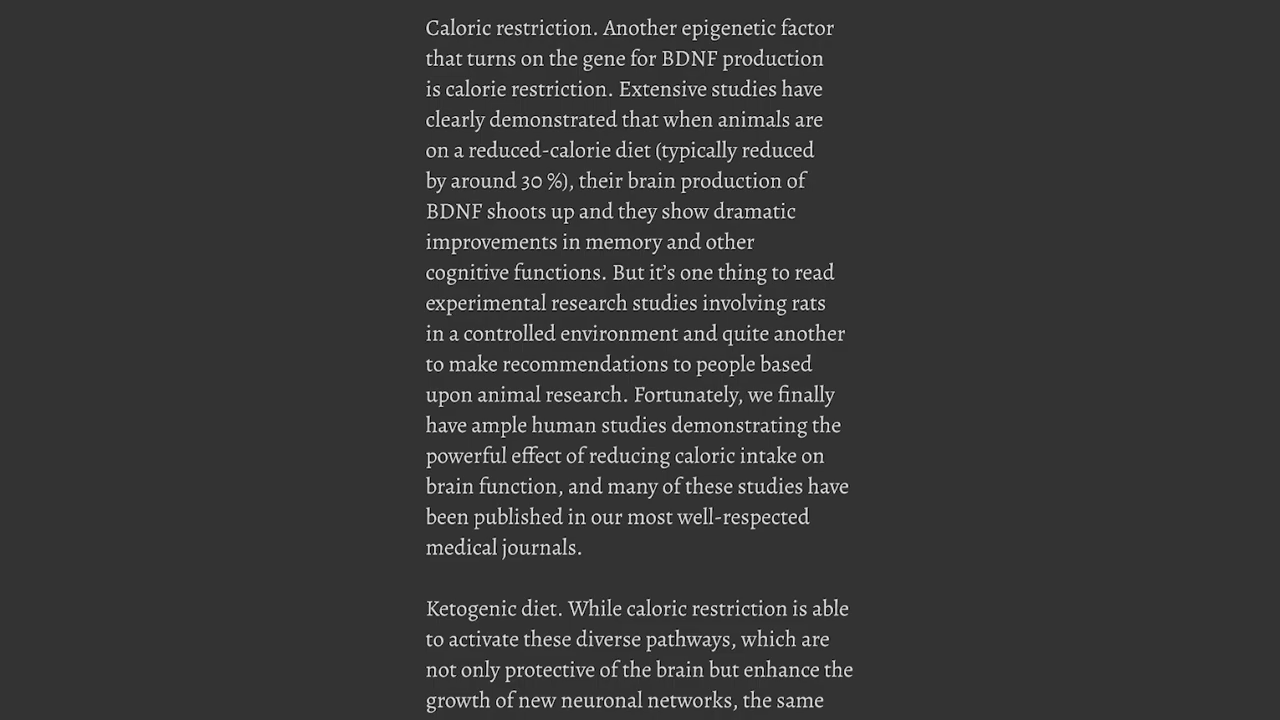 Caloric restriction. Another epigenetic factor
that turns on the gene for BDNF production
is calorie restriction. Extensive studies have
clearly demonstrated that when animals are
on a reduced-calorie diet (typically reduced
by around 30 %), their brain production of
BDNF shoots up and they show dramatic
improvements in memory and other
cognitive functions. But it’s one thing to read
experimental research studies involving rats
in a controlled environment and quite another
to make recommendations to people based
upon animal research. Fortunately, we finally
have ample human studies demonstrating the
powerful effect of reducing caloric intake on
brain function, and many of these studies have
been published in our most well-respected
medical journals.

Ketogenic diet. While caloric restriction is able
to activate these diverse pathways, which are
not only protective of the brain but enhance the
growth of new neuronal networks, the same